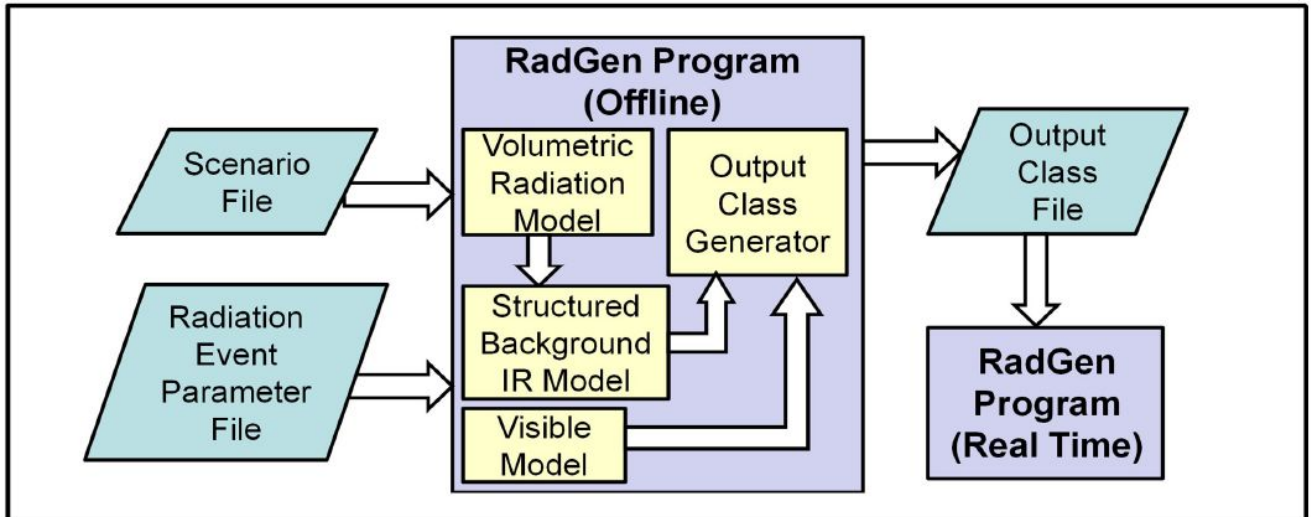 RadGen Program
(Offline)
Scenario
File
Radiation
Event
Parameter
File
Volumetric
Radiation
Model
Structured
Background
IR Model
Visible
Model
Output
Class
Generator
Output
Class
File
RadGen
Program
(Real Time)